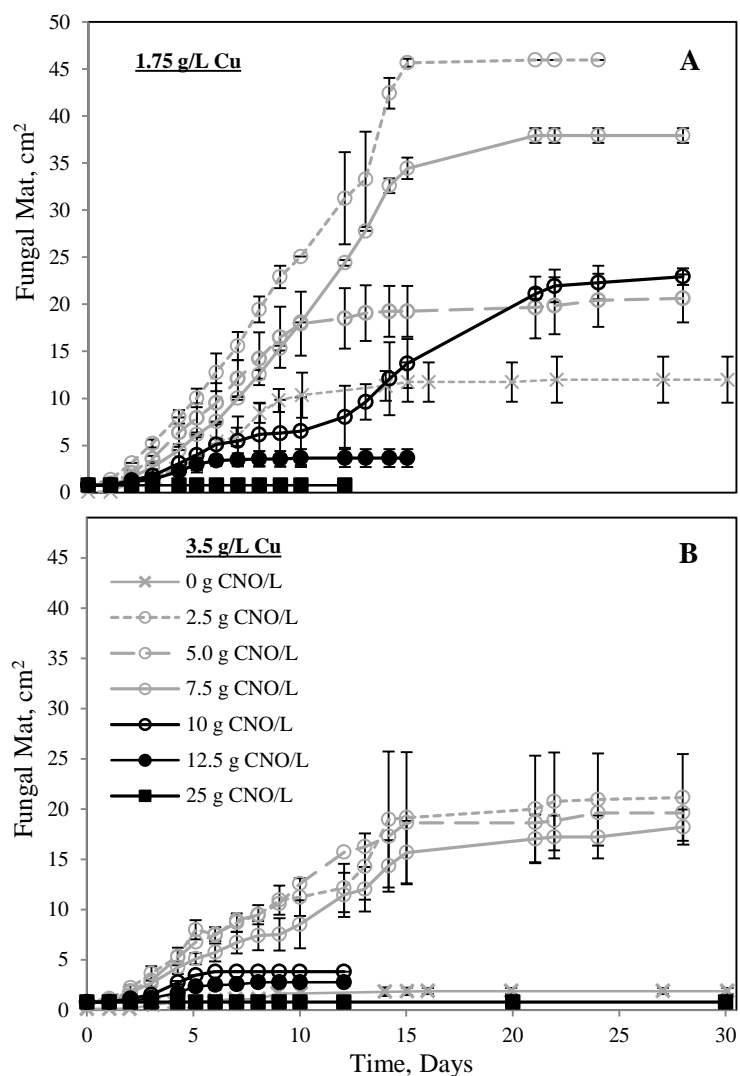 50
45
40
35
30
25
20
15
10
5
0
Fungal Mat, cm²
1.75 g/L Cu
A
45
40
35
30
25
20
15
10
5
0
Fungal Mat, cm²
3.5 g/L Cu
B
0 g CNO/L
2.5 g CNO/L
5.0 g CNO/L
7.5 g CNO/L
10 g CNO/L
12.5 g CNO/L
25 g CNO/L
0 5 10 15 20 25 30
Time, Days